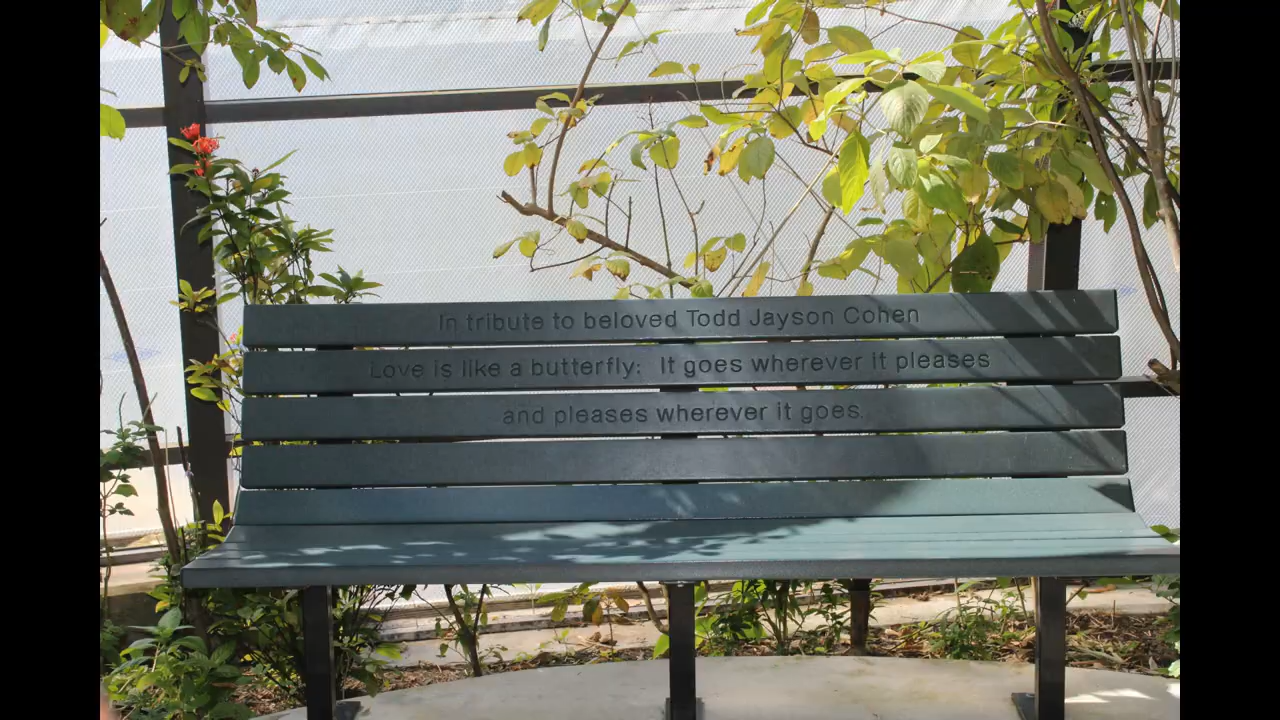 In tribute to beloved Todd Jayson Cohen
Love is like a butterfly: It goes wherever it pleases
and pleases wherever it goes.